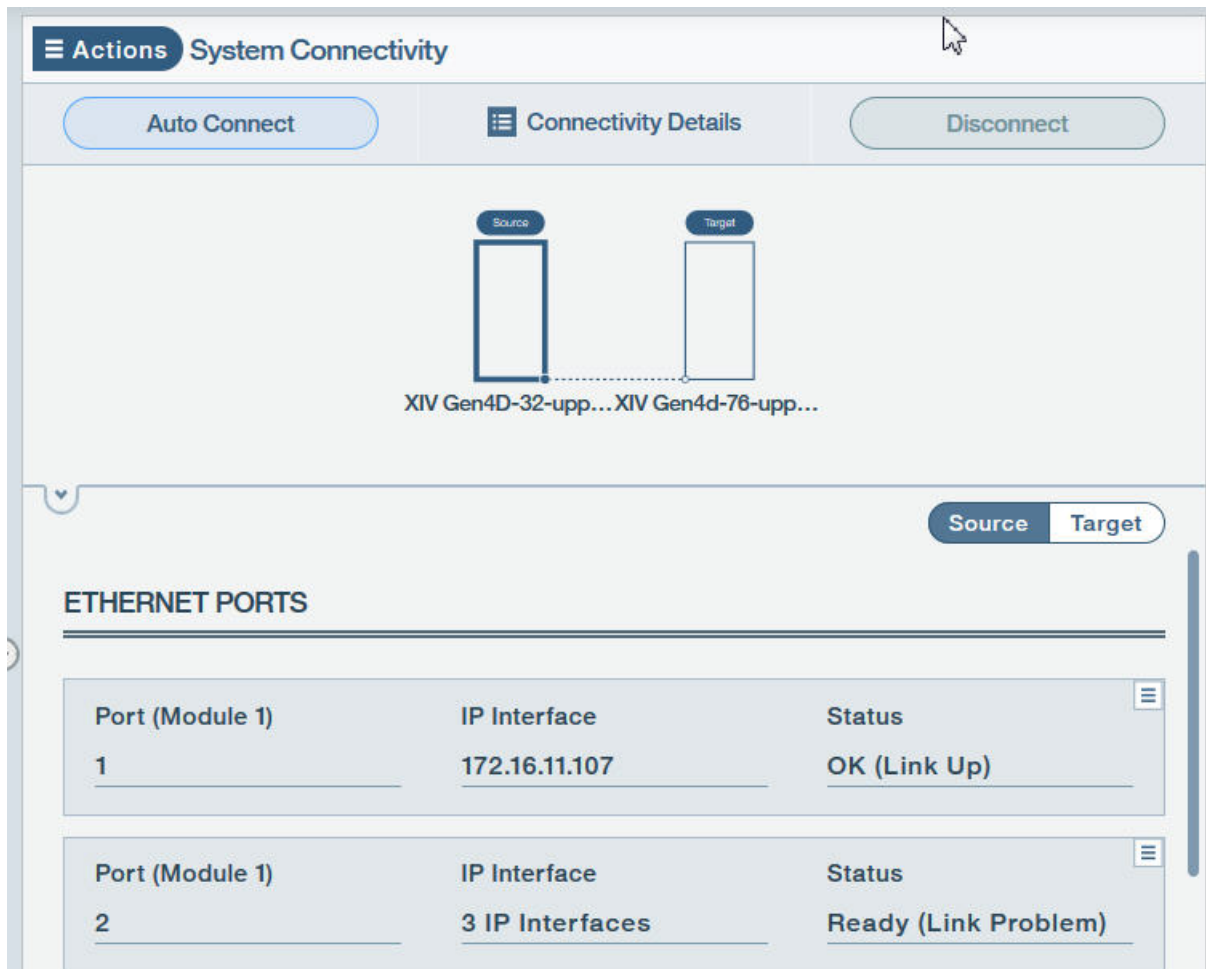 Actions System Connectivity
Auto Connect Connectivity Details Disconnect
Source Target
XIV Gen4D-32-upp... XIV Gen4d-76-upp...
Source Target
ETHERNET PORTS
Port (Module 1) IP Interface Status
1 172.16.11.107 OK (Link Up)
Port (Module 1) IP Interface Status
2 3 IP Interfaces Ready (Link Problem)